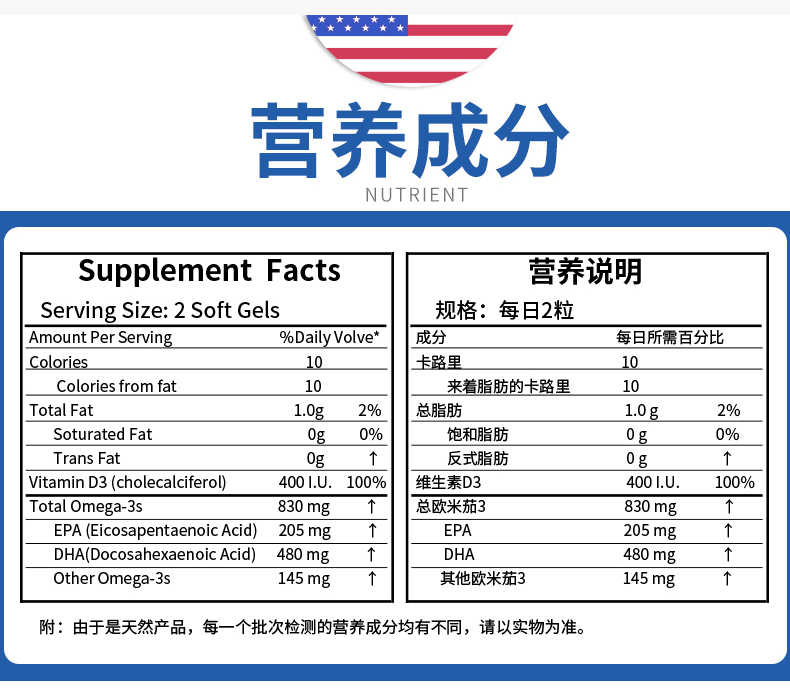 营养成分
NUTRIENT
Supplement Facts
Serving Size: 2 Soft Gels
Amount Per Serving %Daily Volve*
Colories 10
Colories from fat 10
Total Fat 1.0g 2%
Soturated Fat 0g 0%
Trans Fat 0g ↑
Vitamin D3 (cholecalciferol) 400 I.U. 100%
Total Omega-3s 830 mg ↑
EPA (Eicosapentaenoic Acid) 205 mg ↑
DHA(Docosahexaenoic Acid) 480 mg ↑
Other Omega-3s 145 mg ↑
营养说明
规格：每日2粒
成分 每日所需百分比
卡路里 10
来着脂肪的卡路里 10
总脂肪 1.0 g 2%
饱和脂肪 0 g 0%
反式脂肪 0 g ↑
维生素D3 400 I.U. 100%
总欧米茄3 830 mg ↑
EPA 205 mg ↑
DHA 480 mg ↑
其他欧米茄3 145 mg ↑
附：由于是天然产品，每一个批次检测的营养成分均有不同，请以实物为准。